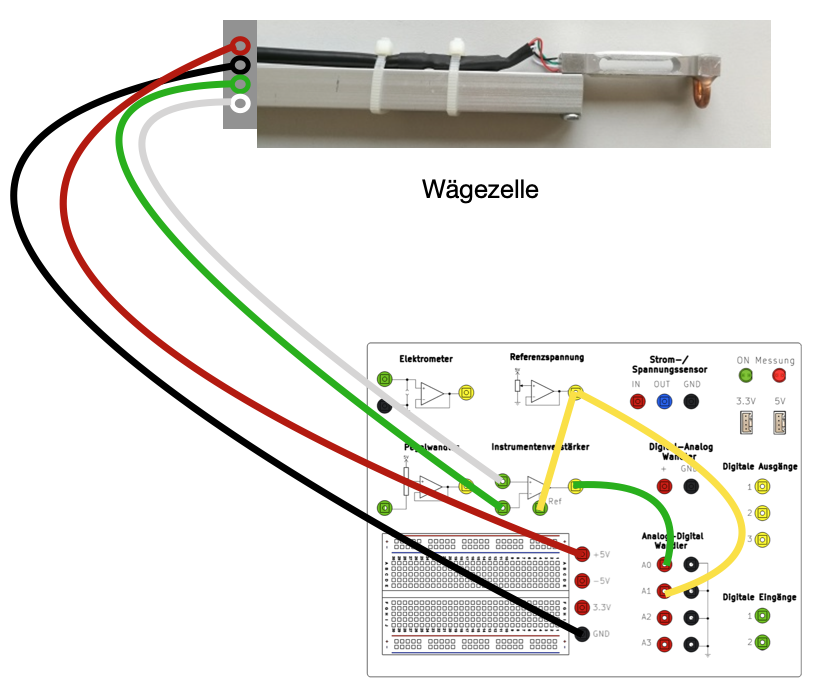 Wägezelle
Elektrometer
Referenzspannung
5V
Strom-/
Spannungssensor
IN OUT GND
ON Messung
3.3V 5V
Pegelwandler
5V
Instrumentenverstärker
Ref
Digital-Analog
Wandler
+ GND
Digitale Ausgänge
1
2
3
+5V
-5V
3.3V
GND
Analog-Digital
Wandler
A0
A1
A2
A3
Digitale Eingänge
1
2